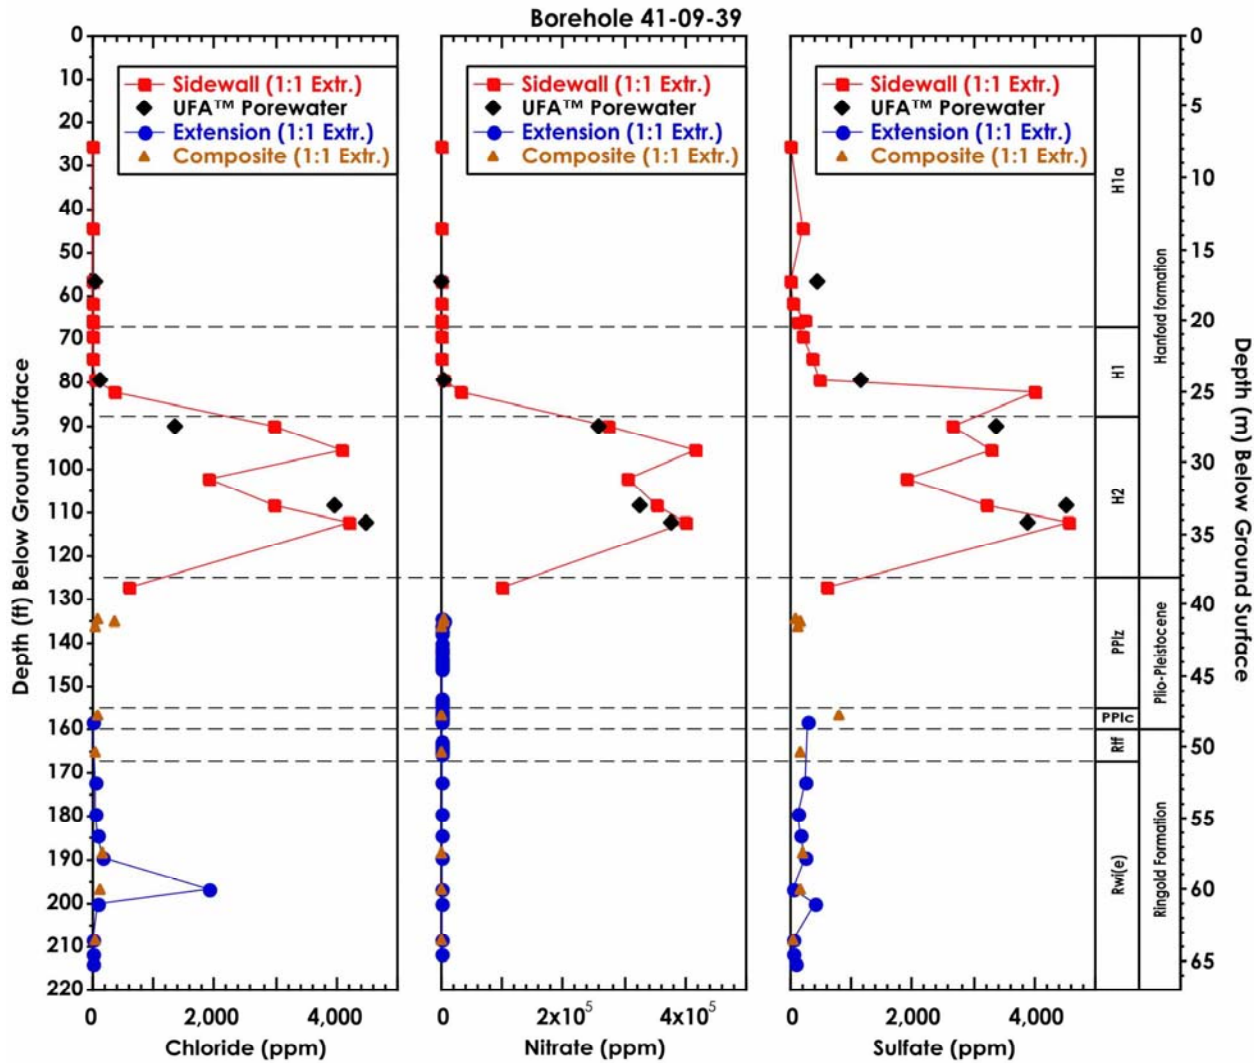 Borehole 41-09-39
0
10
20
30
40
50
60
70
80
90
100
110
120
130
140
150
160
170
180
190
200
210
220
Depth (ft) Below Ground Surface
Sidewall (1:1 Extr.)
UFA™ Porewater
Extension (1:1 Extr.)
Composite (1:1 Extr.)
0 2,000 4,000
Chloride (ppm)
Sidewall (1:1 Extr.)
UFA™ Porewater
Extension (1:1 Extr.)
Composite (1:1 Extr.)
0 2x10⁵ 4x10⁵
Nitrate (ppm)
Sidewall (1:1 Extr.)
UFA™ Porewater
Extension (1:1 Extr.)
Composite (1:1 Extr.)
0 2,000 4,000
Sulfate (ppm)
H1a
H1
H2
PPlz
PPlc
Rtf
Rwi(e)
Hanford formation
Plio-Pleistocene
Ringold Formation
0
5
10
15
20
25
30
35
40
45
50
55
60
65
Depth (m) Below Ground Surface